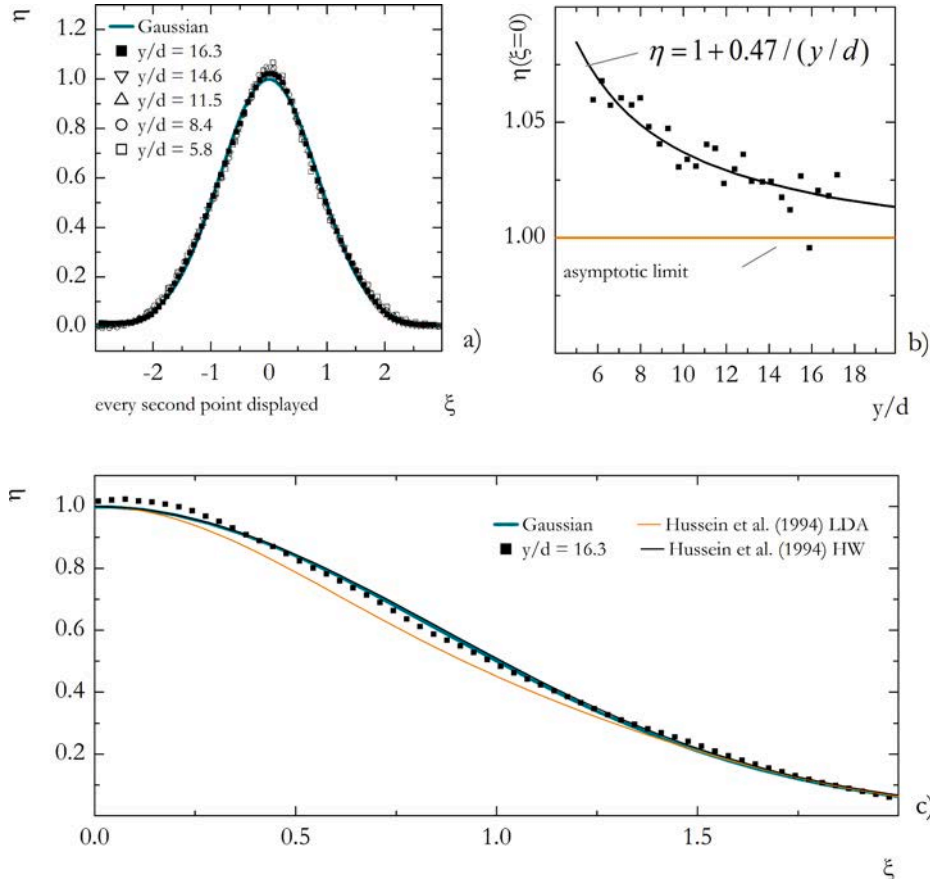 η
1.2
1.0
0.8
0.6
0.4
0.2
0.0
Gaussian
y/d = 16.3
y/d = 14.6
y/d = 11.5
y/d = 8.4
y/d = 5.8
a)
-2 -1 0 1 2
every second point displayed ξ
η(ξ=0)
1.05
1.00
η = 1 + 0.47 / (y / d)
asymptotic limit
b)
6 8 10 12 14 16 18
y/d
η
1.0
0.8
0.6
0.4
0.2
Gaussian
y/d = 16.3
Hussein et al. (1994) LDA
Hussein et al. (1994) HW
c)
0.0 0.5 1.0 1.5
ξ